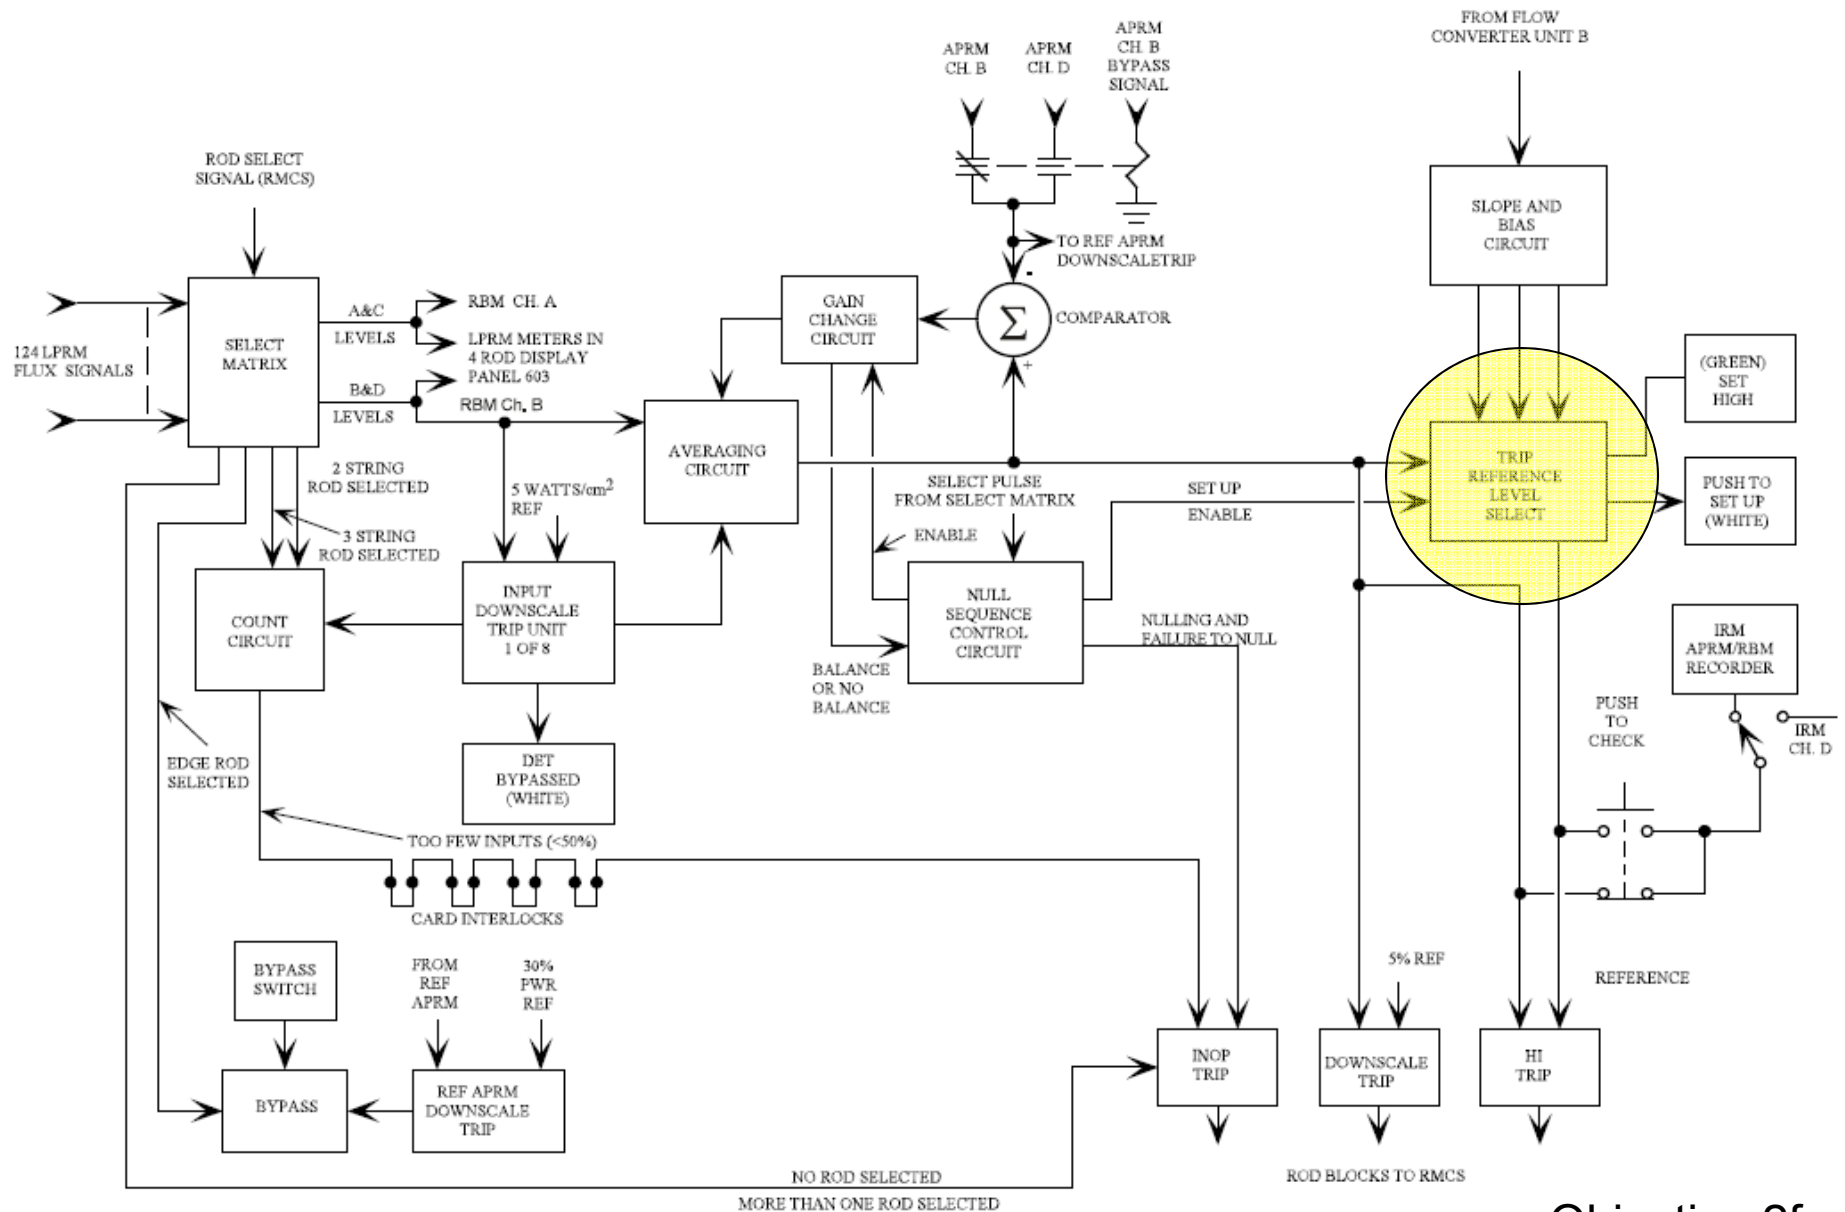 FROM FLOW
CONVERTER UNIT B
APRM
CH. B
APRM
CH. D
APRM
CH. B
BYPASS
SIGNAL
ROD SELECT
SIGNAL (RMCS)
SLOPE AND
BIAS
CIRCUIT
TO REF APRM
DOWNSCALETRIP
-
GAIN
CHANGE
CIRCUIT
Σ
COMPARATOR
+
124 LPRM
FLUX SIGNALS
SELECT
MATRIX
A&C
LEVELS
RBM CH. A
LPRM METERS IN
4 ROD DISPLAY
PANEL 603
B&D
LEVELS
RBM Ch. B
(GREEN)
SET
HIGH
AVERAGING
CIRCUIT
TRIP
REFERENCE
LEVEL
SELECT
PUSH TO
SET UP
(WHITE)
2 STRING
ROD SELECTED
3 STRING
ROD SELECTED
5 WATTS/cm2
REF
SELECT PULSE
FROM SELECT MATRIX
SET UP
ENABLE
ENABLE
COUNT
CIRCUIT
INPUT
DOWNSCALE
TRIP UNIT
1 OF 8
NULL
SEQUENCE
CONTROL
CIRCUIT
NULLING AND
FAILURE TO NULL
BALANCE
OR NO
BALANCE
IRM
APRM/RBM
RECORDER
PUSH
TO
CHECK
IRM
CH. D
EDGE ROD
SELECTED
DET
BYPASSED
(WHITE)
TOO FEW INPUTS (<50%)
CARD INTERLOCKS
BYPASS
SWITCH
FROM
REF
APRM
30%
PWR
REF
5% REF
REFERENCE
BYPASS
REF APRM
DOWNSCALE
TRIP
INOP
TRIP
DOWNSCALE
TRIP
HI
TRIP
NO ROD SELECTED
MORE THAN ONE ROD SELECTED
ROD BLOCKS TO RMCS